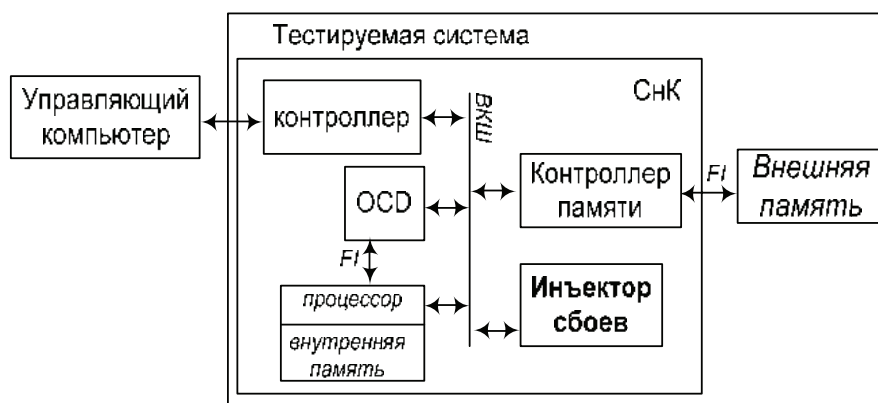 Тестируемая система
Управляющий
компьютер
контроллер
ВКШ
СнК
OCD
Контроллер
памяти
FI
Внешняя
память
FI
процессор
внутренняя
память
Инъектор
сбоев